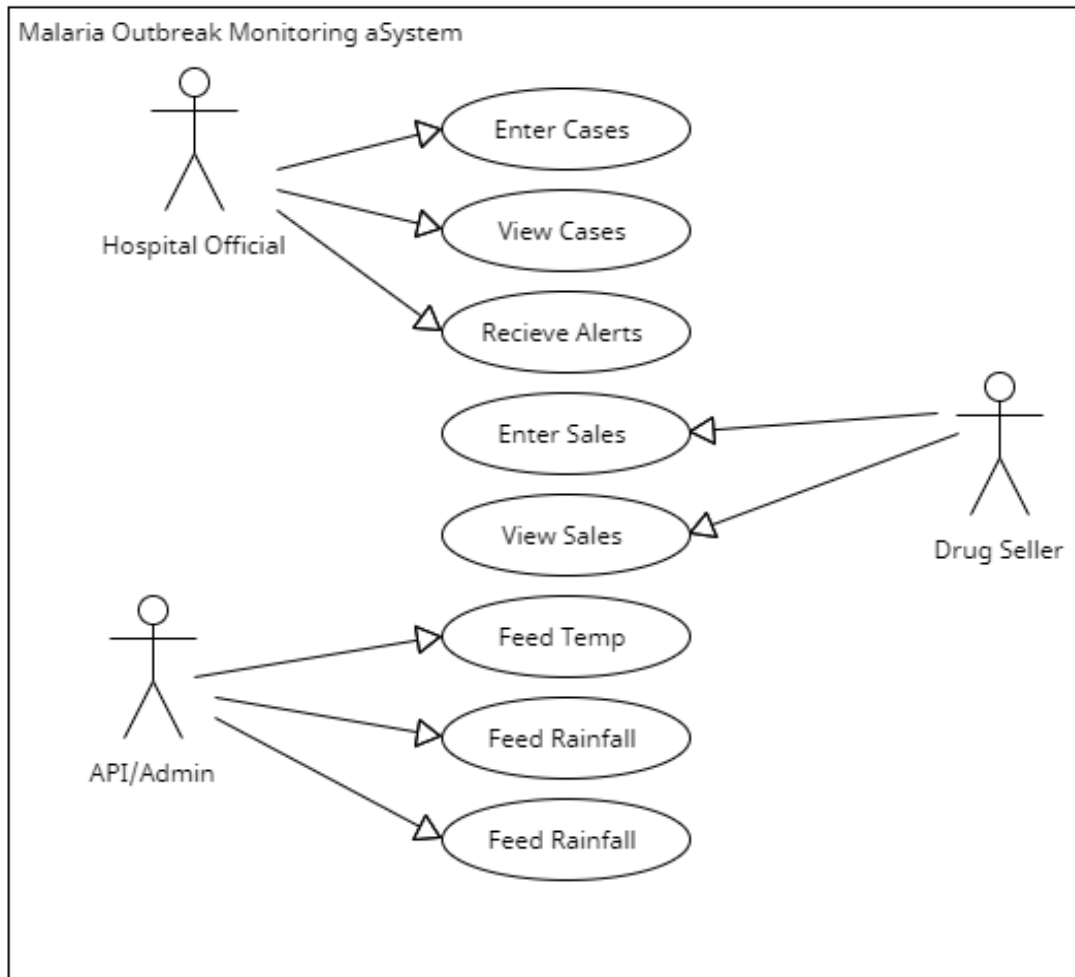 Malaria Outbreak Monitoring aSystem
Enter Cases
View Cases
Hospital Official
Recieve Alerts
Enter Sales
View Sales
Drug Seller
Feed Temp
Feed Rainfall
API/Admin
Feed Rainfall